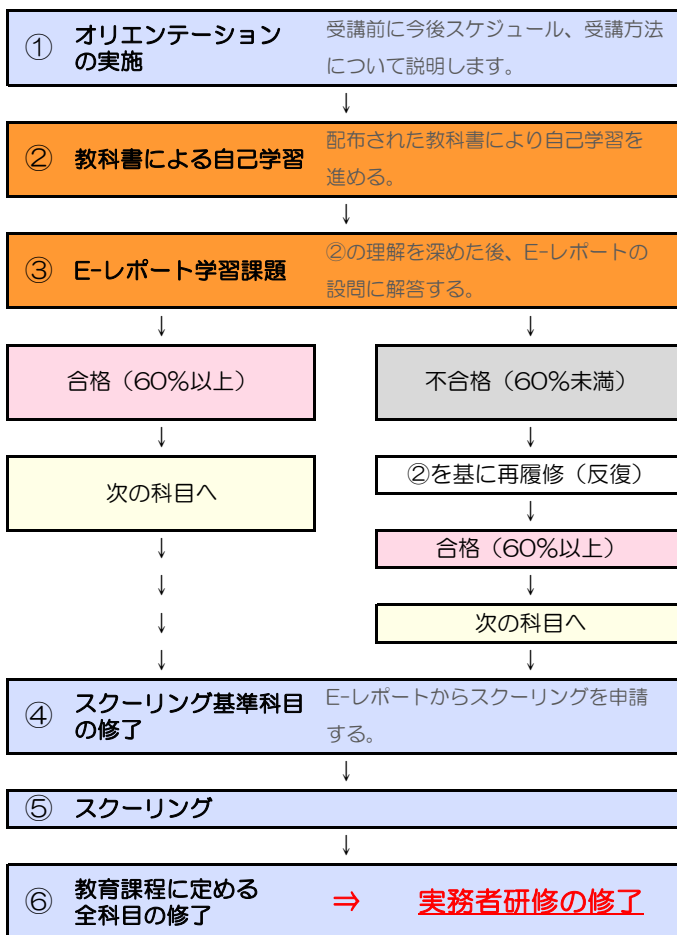 ① オリエンテーション
の実施
受講前に今後スケジュール、受講方法
について説明します。
↓
② 教科書による自己学習
配布された教科書により自己学習を
進める。
↓
③ E-レポート学習課題
②の理解を深めた後、E-レポートの
設問に解答する。
↓ ↓
合格（60%以上） 不合格（60%未満）
↓ ↓
次の科目へ
②を基に再履修（反復）
↓ ↓
合格（60%以上）
↓ ↓
次の科目へ
↓
↓ ↓
④ スクーリング基準科目
の修了
E-レポートからスクーリングを申請
する。
↓
⑤ スクーリング
↓
⑥ 教育課程に定める
全科目の修了
⇒ 実務者研修の修了